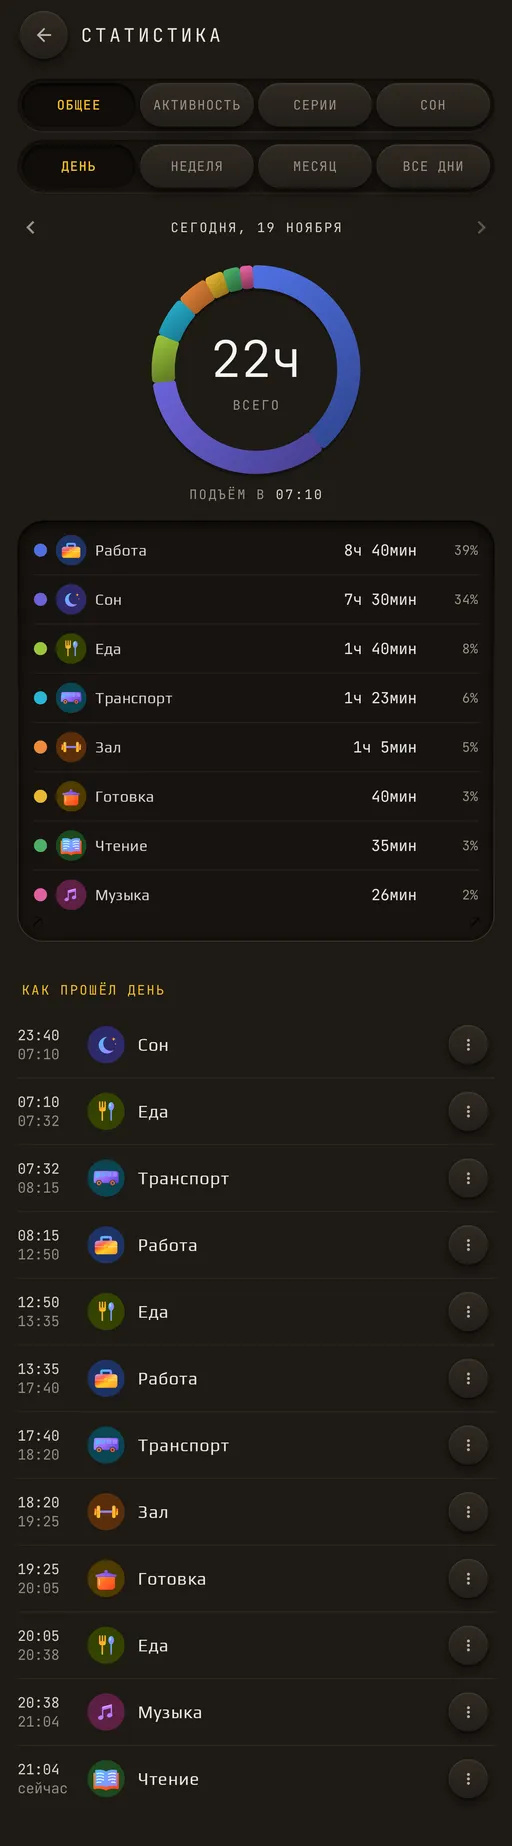 СТАТИСТИКА
ОБЩЕЕ АКТИВНОСТЬ СЕРИИ СОН
ДЕНЬ НЕДЕЛЯ МЕСЯЦ ВСЕ ДНИ
СЕГОДНЯ, 19 НОЯБРЯ
22ч
ВСЕГО
ПОДЪЁМ В 07:10
Работа 8ч 40мин 39%
Сон 7ч 30мин 34%
Еда 1ч 40мин 8%
Транспорт 1ч 23мин 6%
Зал 1ч 5мин 5%
Готовка 40мин 3%
Чтение 35мин 3%
Музыка 26мин 2%
КАК ПРОШЁЛ ДЕНЬ
23:40
07:10
Сон
07:10
07:32
Еда
07:32
08:15
Транспорт
08:15
12:50
Работа
12:50
13:35
Еда
13:35
17:40
Работа
17:40
18:20
Транспорт
18:20
19:25
Зал
19:25
20:05
Готовка
20:05
20:38
Еда
20:38
21:04
Музыка
21:04
сейчас
Чтение